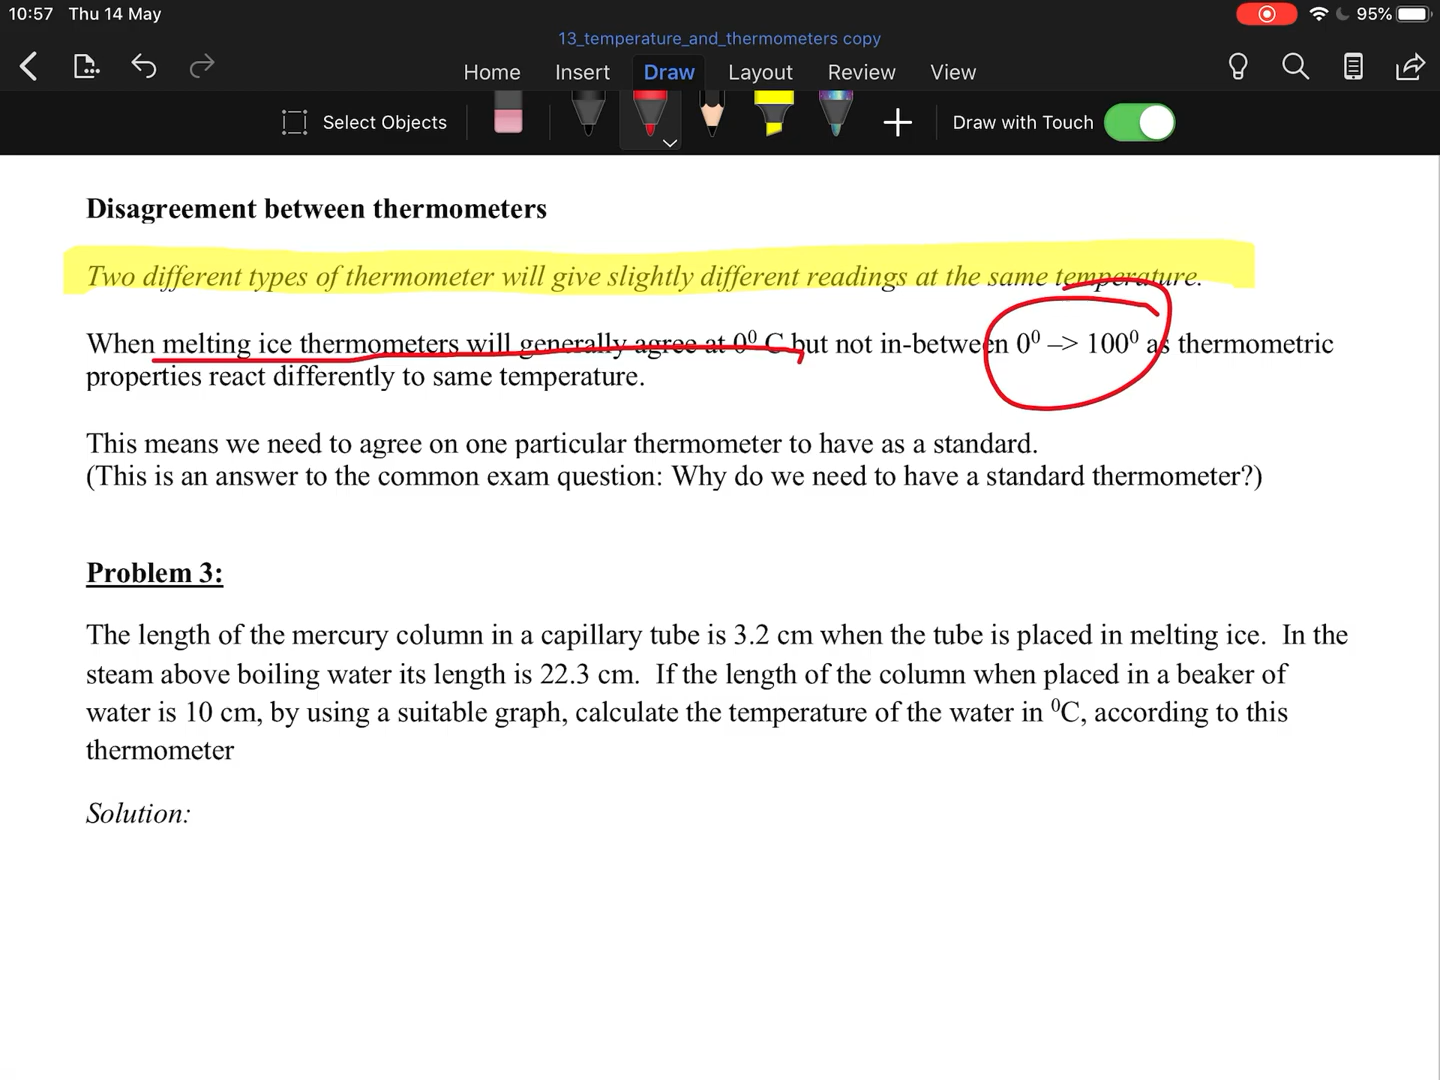 10:57 Thu 14 May 95%
13_temperature_and_thermometers copy
Home Insert Draw Layout Review View
Select Objects Draw with Touch
Disagreement between thermometers
Two different types of thermometer will give slightly different readings at the same temperature.
When melting ice thermometers will generally agree at 0⁰ C but not in-between 0⁰ –> 100⁰ as thermometric
properties react differently to same temperature.
This means we need to agree on one particular thermometer to have as a standard.
(This is an answer to the common exam question: Why do we need to have a standard thermometer?)
Problem 3:
The length of the mercury column in a capillary tube is 3.2 cm when the tube is placed in melting ice. In the
steam above boiling water its length is 22.3 cm. If the length of the column when placed in a beaker of
water is 10 cm, by using a suitable graph, calculate the temperature of the water in ⁰C, according to this
thermometer
Solution: